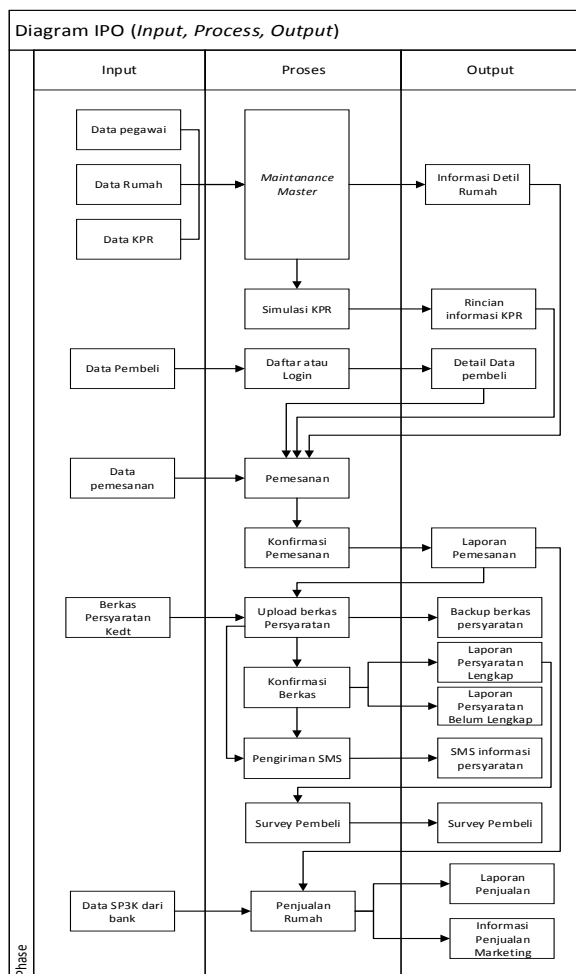 Diagram IPO (Input, Process, Output)
Input
Proses
Output
Data pegawai
Data Rumah
Data KPR
Maintanance
Master
Informasi Detil
Rumah
Simulasi KPR
Rincian
informasi KPR
Data Pembeli
Daftar atau
Login
Detail Data
pembeli
Data
pemesanan
Pemesanan
Konfirmasi
Pemesanan
Laporan
Pemesanan
Berkas
Persyaratan
Kedt
Upload berkas
Persyaratan
Backup berkas
persyaratan
Konfirmasi
Berkas
Laporan
Persyaratan
Lengkap
Laporan
Persyaratan
Belum Lengkap
Pengiriman SMS
SMS informasi
persyaratan
Survey Pembeli
Survey Pembeli
Data SP3K dari
bank
Penjualan
Rumah
Laporan
Penjualan
Informasi
Penjualan
Marketing
Phase